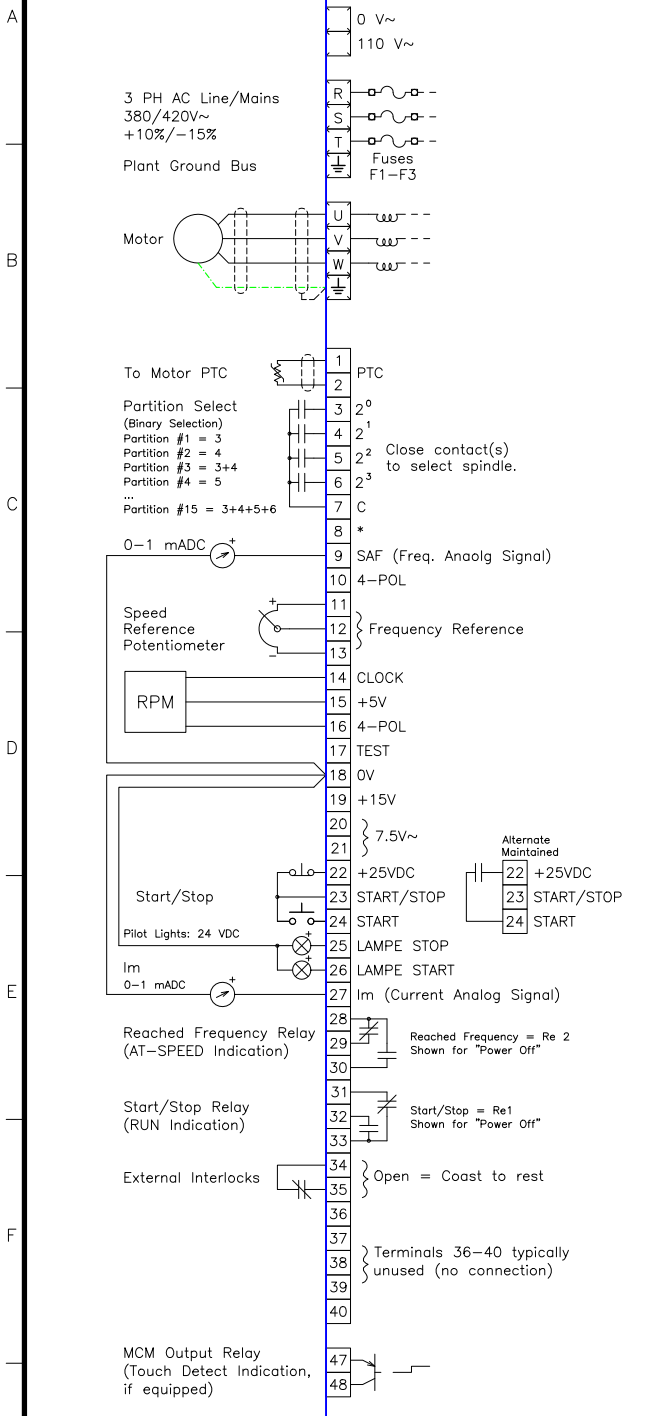 A
0 V~
110 V~
3 PH AC Line/Mains
380/420V~
+10%/−15%
R
S
T
Plant Ground Bus
Fuses
F1−F3
B
Motor
U
V
W
To Motor PTC
1
2
PTC
Partition Select
(Binary Selection)
Partition #1 = 3
Partition #2 = 4
Partition #3 = 3+4
Partition #4 = 5
...
Partition #15 = 3+4+5+6
3 2⁰
4 2¹
5 2²
6 2³
7 C
Close contact(s)
to select spindle.
C
8 *
0−1 mADC
+
9 SAF (Freq. Anaolg Signal)
10 4−POL
Speed
Reference
Potentiometer
+
−
11
12
13
Frequency Reference
RPM
14 CLOCK
15 +5V
16 4−POL
D
17 TEST
18 0V
19 +15V
20
21
7.5V~
Start/Stop
22 +25VDC
23 START/STOP
24 START
Alternate
Maintained
22 +25VDC
23 START/STOP
24 START
Pilot Lights: 24 VDC
+
25 LAMPE STOP
+
26 LAMPE START
E
Im
0−1 mADC
+
27 Im (Current Analog Signal)
Reached Frequency Relay
(AT−SPEED Indication)
28
29
30
Reached Frequency = Re 2
Shown for "Power Off"
Start/Stop Relay
(RUN Indication)
31
32
33
Start/Stop = Re1
Shown for "Power Off"
External Interlocks
34
35
Open = Coast to rest
F
36
37
38
39
40
Terminals 36−40 typically
unused (no connection)
MCM Output Relay
(Touch Detect Indication,
if equipped)
47
48